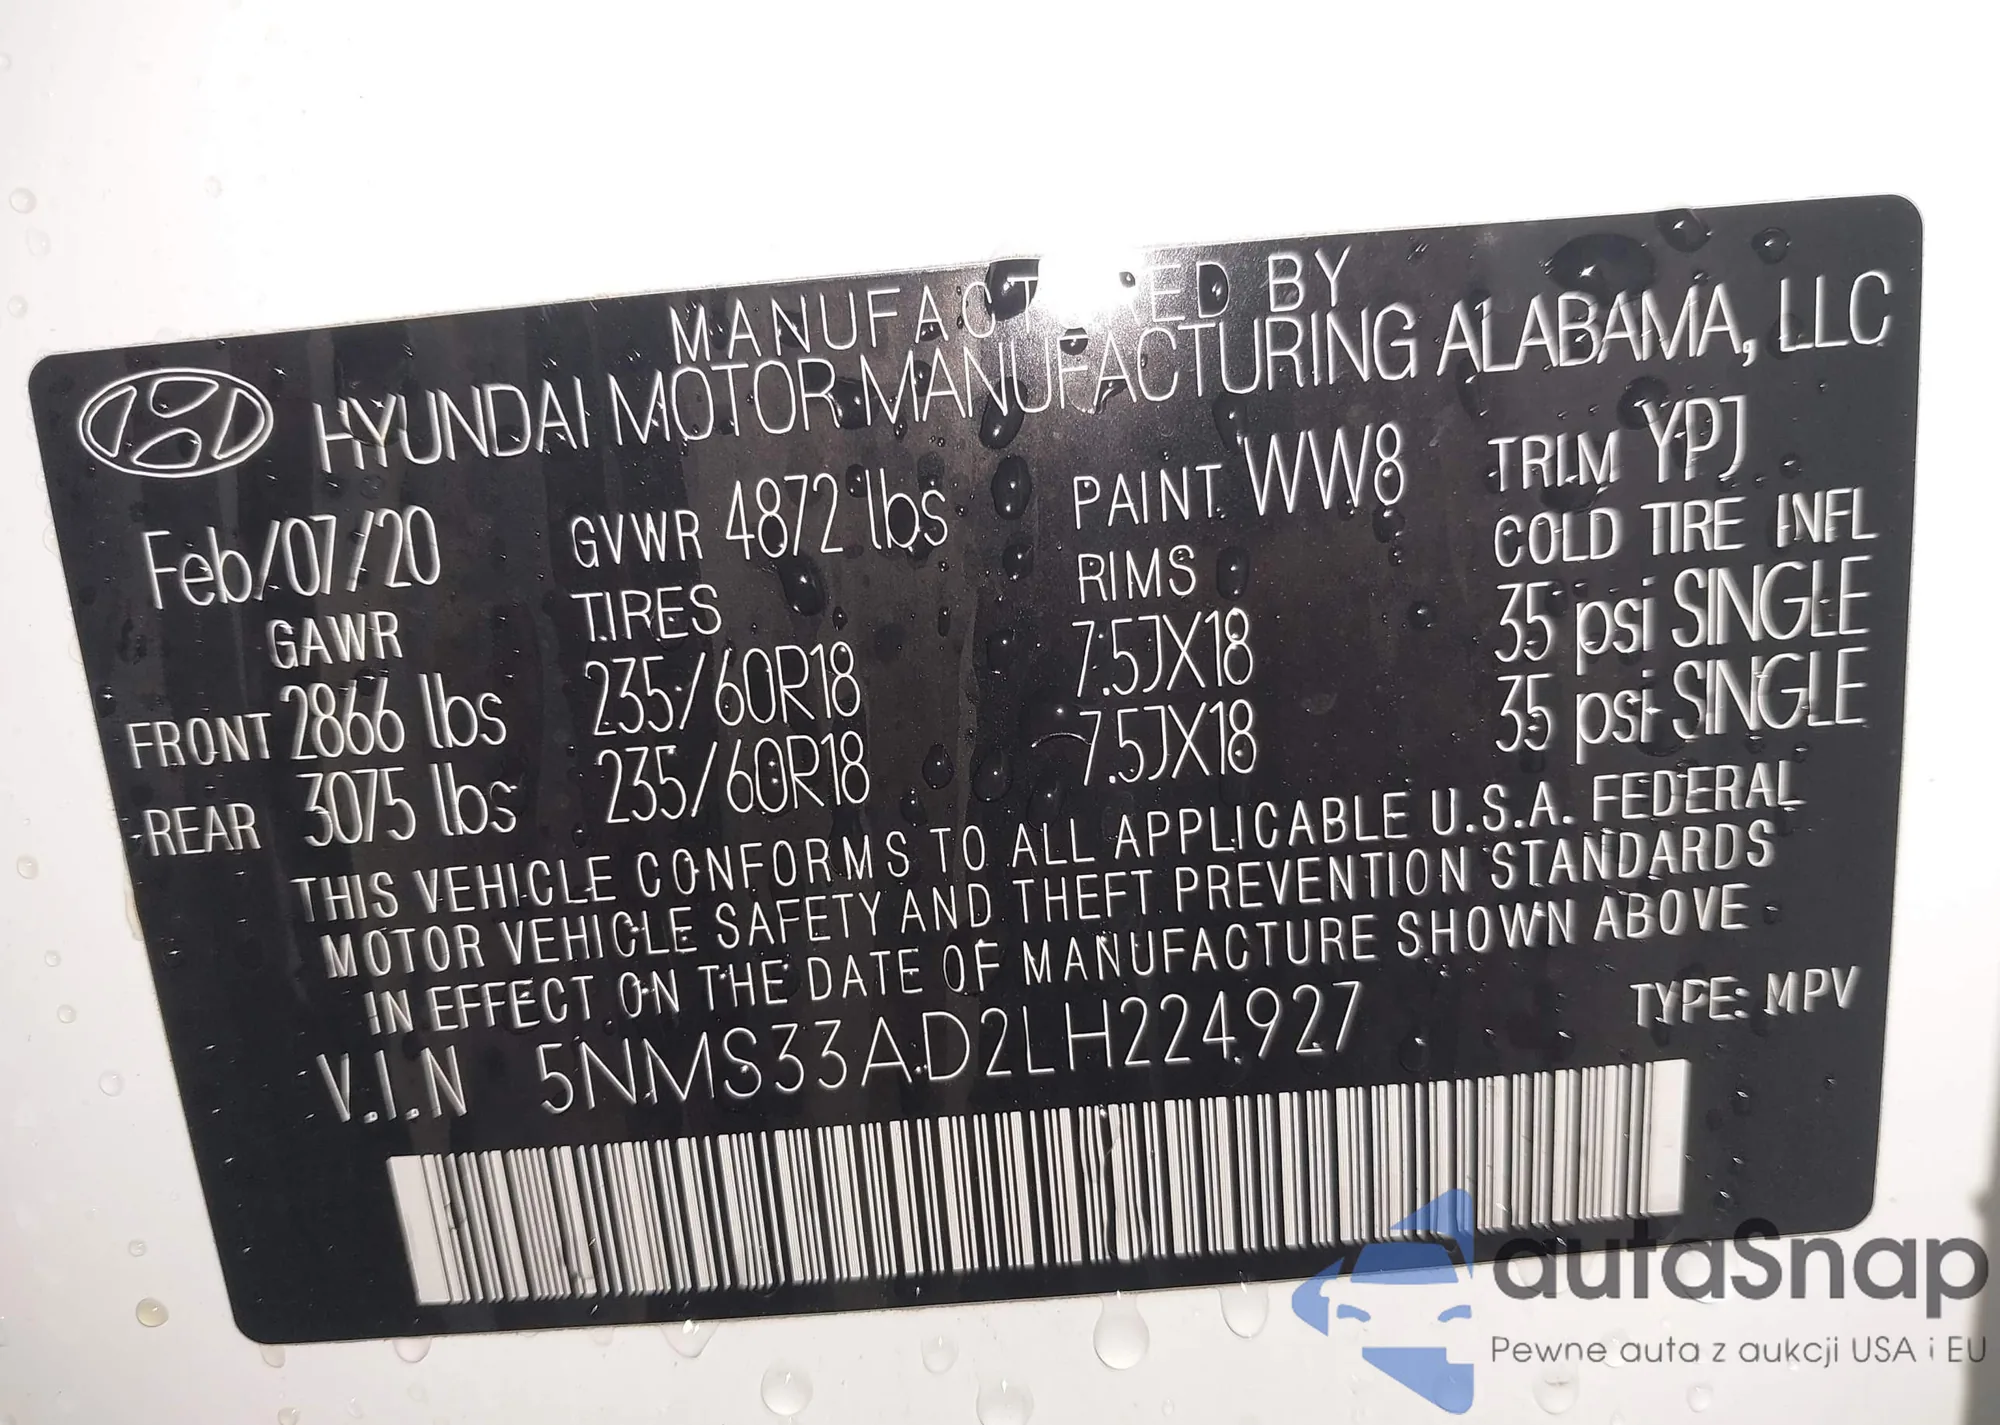 MANUFACTURED BY
HYUNDAI MOTOR MANUFACTURING ALABAMA, LLC
Feb/07/20 GVWR 4872 lbs PAINT WW8 TRIM YPJ
GAWR TIRES RIMS COLD TIRE INFL
FRONT 2866 lbs 235/60R18 7.5JX18 35 psi SINGLE
REAR 3075 lbs 235/60R18 7.5JX18 35 psi SINGLE
THIS VEHICLE CONFORMS TO ALL APPLICABLE U.S.A. FEDERAL
MOTOR VEHICLE SAFETY AND THEFT PREVENTION STANDARDS
IN EFFECT ON THE DATE OF MANUFACTURE SHOWN ABOVE
V.I.N 5NMS33AD2LH224927 TYPE: MPV
autaSnap
Pewne auta z aukcji USA i EU